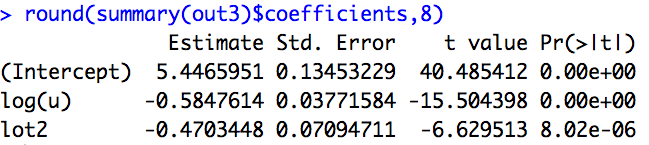 > round(summary(out3)$coefficients,8)
Estimate Std. Error t value Pr(>|t|)
(Intercept) 5.4465951 0.13453229 40.485412 0.00e+00
log(u) -0.5847614 0.03771584 -15.504398 0.00e+00
lot2 -0.4703448 0.07094711 -6.629513 8.02e-06